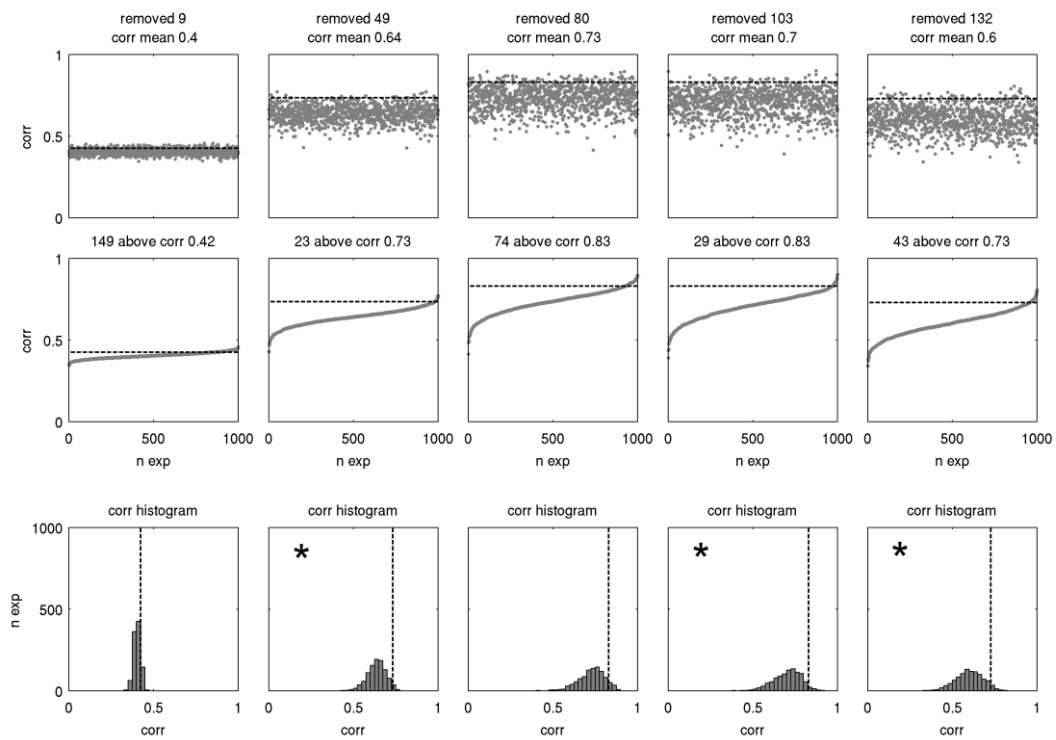 removed 9
corr mean 0.4
removed 49
corr mean 0.64
removed 80
corr mean 0.73
removed 103
corr mean 0.7
removed 132
corr mean 0.6
1
0.5
0
corr
149 above corr 0.42
23 above corr 0.73
74 above corr 0.83
29 above corr 0.83
43 above corr 0.73
1
0.5
0
corr
0 500 1000
n exp
0 500 1000
n exp
0 500 1000
n exp
0 500 1000
n exp
0 500 1000
n exp
corr histogram
corr histogram
corr histogram
corr histogram
corr histogram
1000
500
0
n exp
*
*
*
0 0.5 1
corr
0 0.5 1
corr
0 0.5 1
corr
0 0.5 1
corr
0 0.5 1
corr